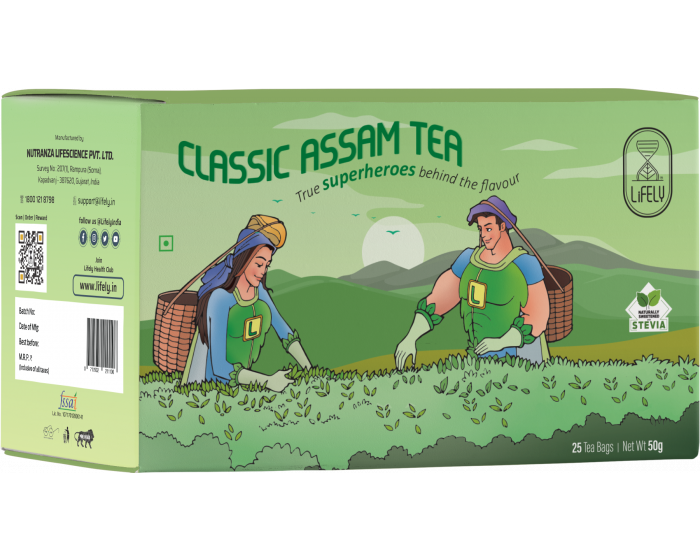 Manufactured by
NUTRANZA LIFESCIENCE PVT. LTD.
Survey No. 207/1, Rampura (Soma)
Kapadvanj - 387620, Gujarat, India
1800 121 8798
support@lifely.in
Scan | Order | Reward
follow us @Lifelyindia
Join
Lifely Health Club:
www.lifely.in
Batch No:
Date of Mfg:
Best before:
M.R.P. ₹
(Inclusive of all taxes)
fssai
CLASSIC ASSAM TEA
True superheroes behind the flavour
LiFELY
L
L
NATURALLY
SWEETENED
STEVIA
25 Tea Bags | Net Wt 50g